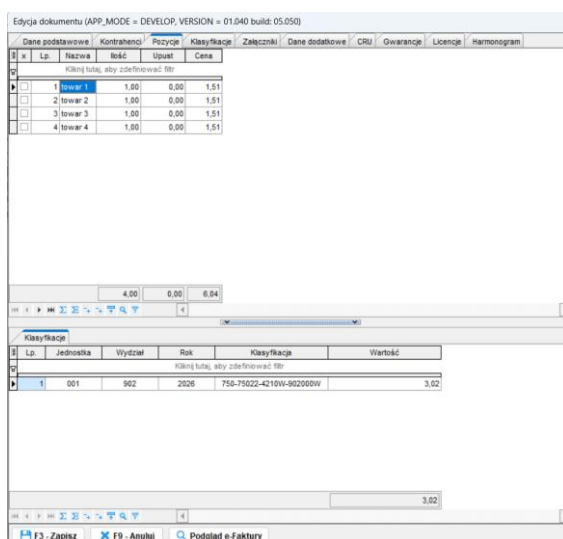 Edycja dokumentu (APP_MODE = DEVELOP, VERSION = 01.040 build: 05.050)
Dane podstawowe Kontrahenci Pozycje Klasyfikacje Załączniki Dane dodatkowe CRU Gwarancje Licencje Harmonogram
x Lp. Nazwa Ilość Upust Cena
Kliknij tutaj, aby zdefiniować filtr
1 towar 1 1,00 0,00 1,51
2 towar 2 1,00 0,00 1,51
3 towar 3 1,00 0,00 1,51
4 towar 4 1,00 0,00 1,51
4,00 0,00 6,04
Klasyfikacje
Lp. Jednostka Wydział Rok Klasyfikacja Wartość
Kliknij tutaj, aby zdefiniować filtr
1 001 902 2026 750-75022-4210W-902000W 3,02
3,02
F3 - Zapisz F9 - Anuluj Podgląd e-Faktury